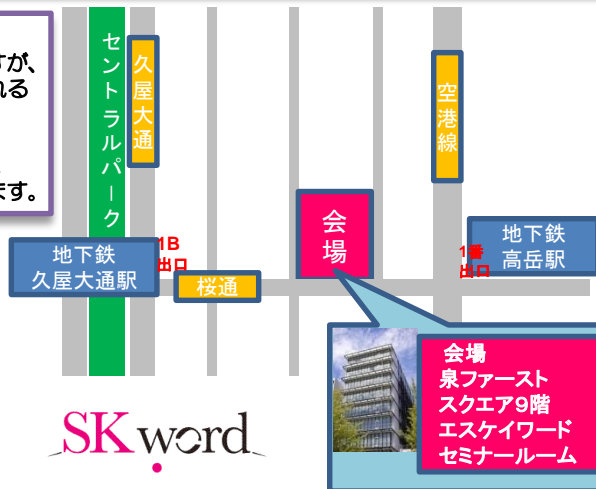 すが、
れる
ます。
セントラルパーク
久屋大通
空港線
会場
地下鉄
久屋大通駅
1B
出口
桜通
1番
出口
地下鉄
高岳駅
会場
泉ファースト
スクエア9階
エスケイワード
セミナールーム
SK word